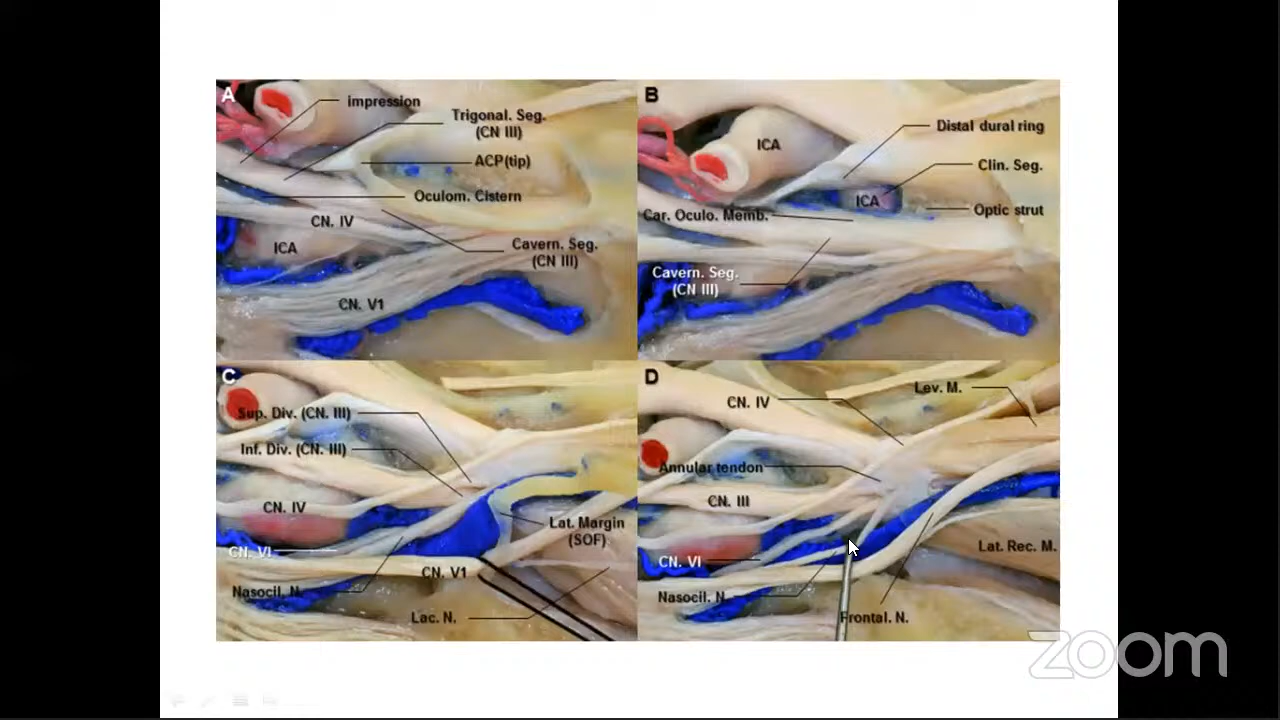 A
impression
Trigonal. Seg.
(CN III)
ACP(tip)
Oculom. Cistern
CN. IV
ICA
Cavern. Seg.
(CN III)
CN. V1
B
ICA
Distal dural ring
Clin. Seg.
ICA
Optic strut
Car. Oculo. Memb.
Cavern. Seg.
(CN III)
C
Sup. Div. (CN. III)
Inf. Div. (CN. III)
CN. IV
Lat. Margin
(SOF)
CN. VI
CN. V1
Nasocil. N.
Lac. N.
D
Lev. M.
CN. IV
Annular tendon
CN. III
Lat. Rec. M.
CN. VI
Nasocil. N.
Frontal. N.
zoom